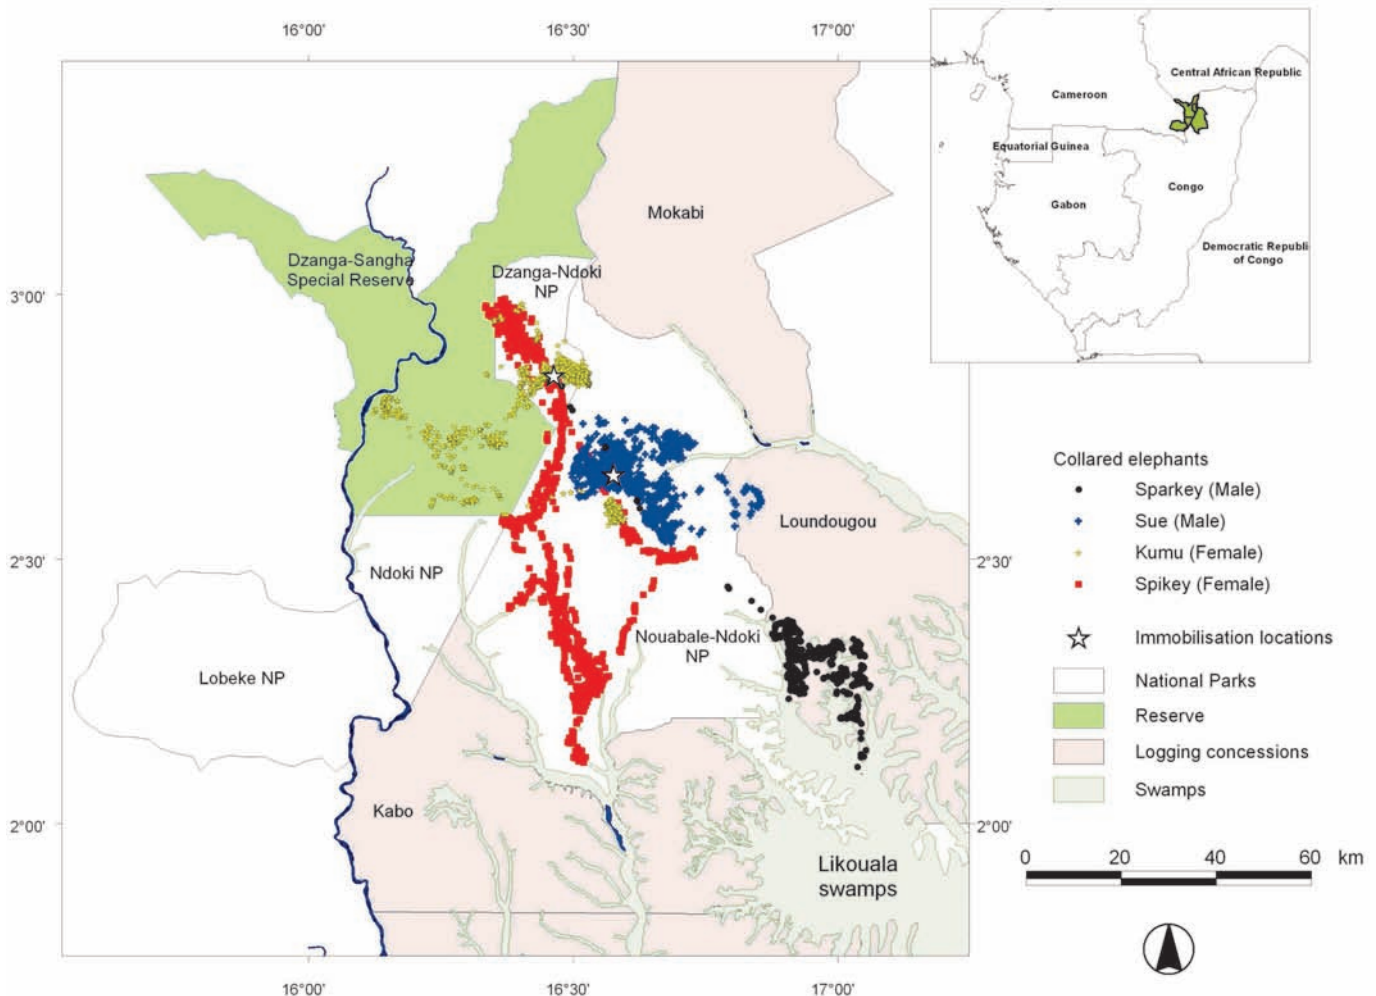 16°00'
16°30'
17°00'
Central African Republic
Cameroon
Equatorial Guinea
Congo
Gabon
Democratic Republi
of Congo
Mokabi
Dzanga-Sangha
Special Reserve
Dzanga-Ndoki
NP
3°00'
Collared elephants
Sparkey (Male)
Sue (Male)
Kumu (Female)
Spikey (Female)
Immobilisation locations
National Parks
Reserve
Logging concessions
Swamps
Loundougou
2°30'
2°30'
Ndoki NP
Nouabale-Ndoki
NP
Lobeke NP
Kabo
2°00'
2°00'
Likouala
swamps
0 20 40 60 km
16°00'
16°30'
17°00'